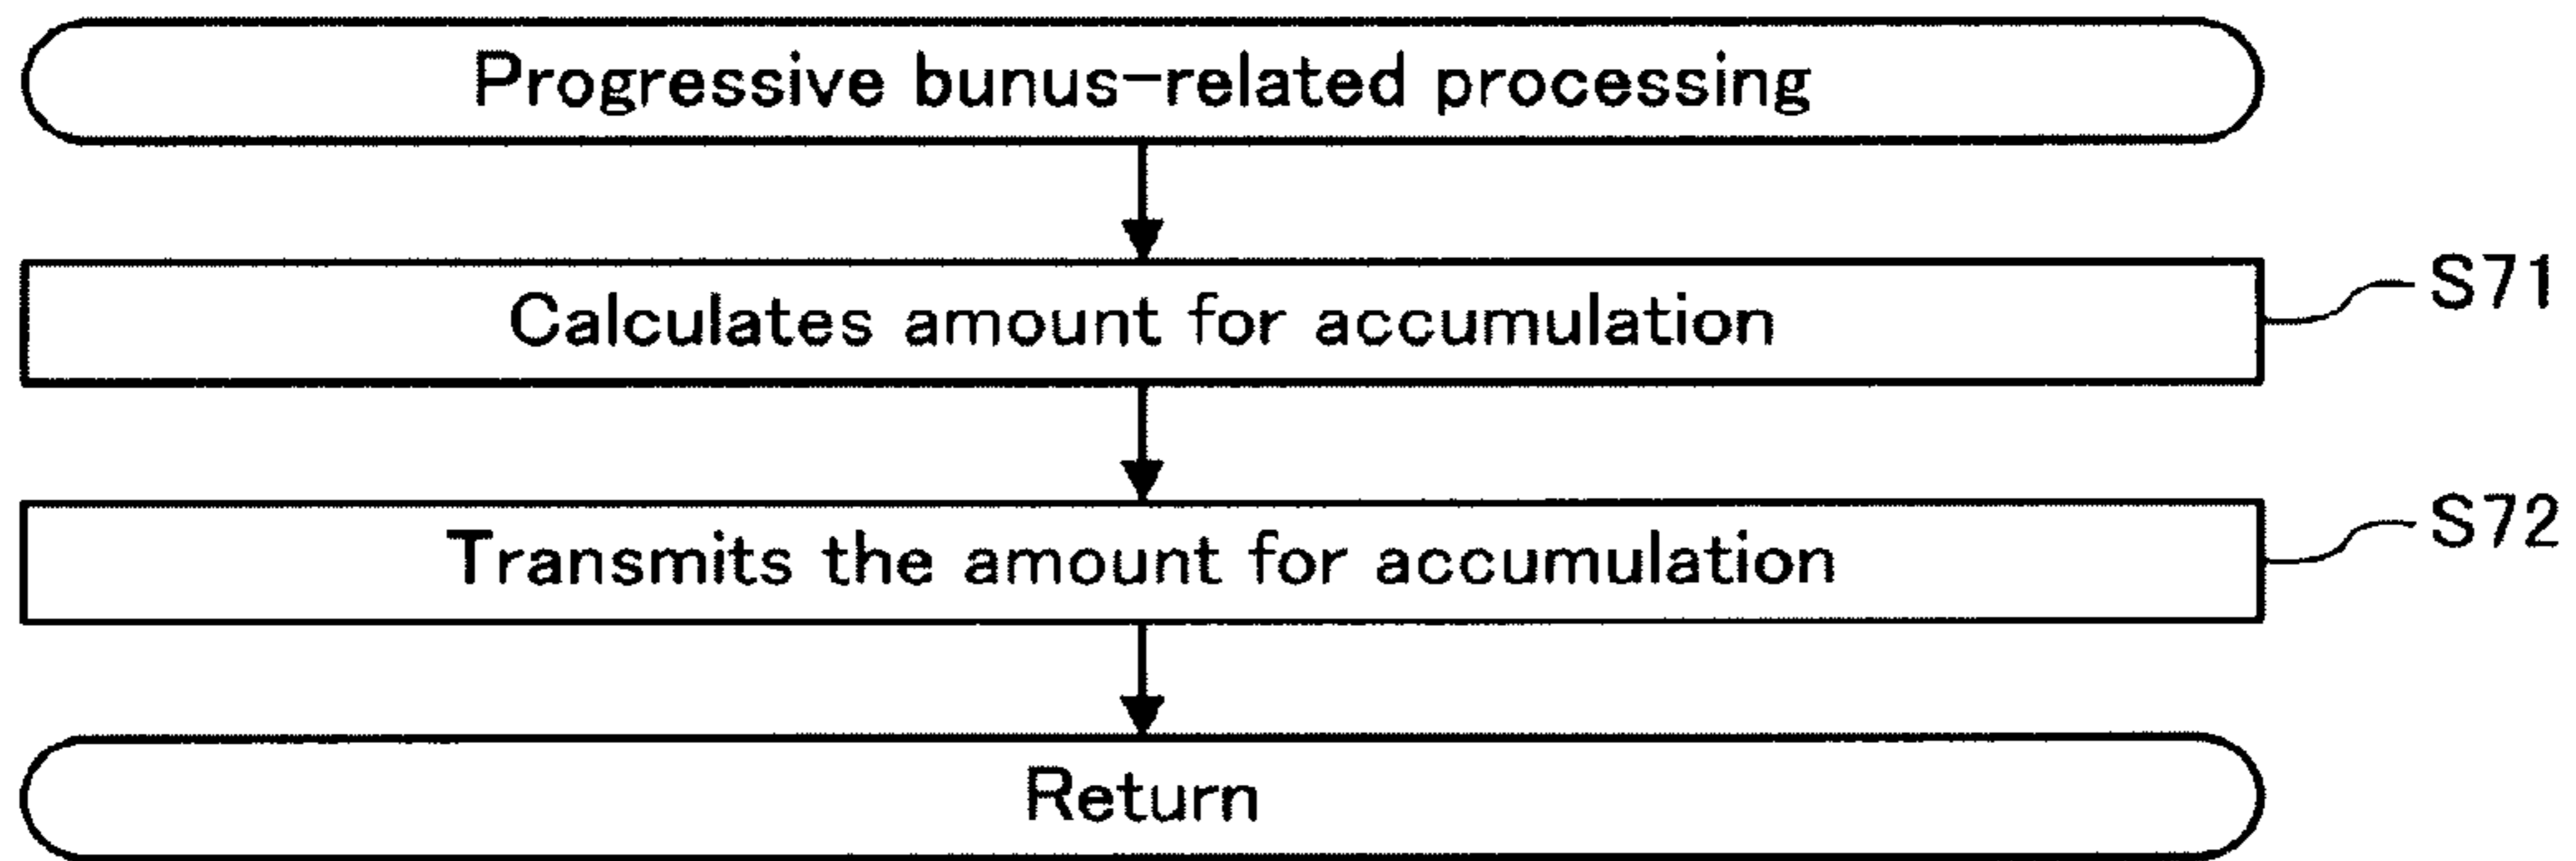 Progressive bunus-related processing
Calculates amount for accumulation
S71
Transmits the amount for accumulation
S72
Return